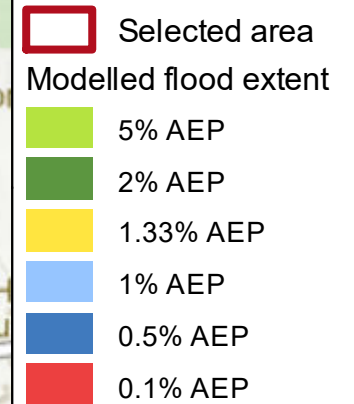 Selected area
Modelled flood extent
5% AEP
2% AEP
1.33% AEP
1% AEP
0.5% AEP
0.1% AEP